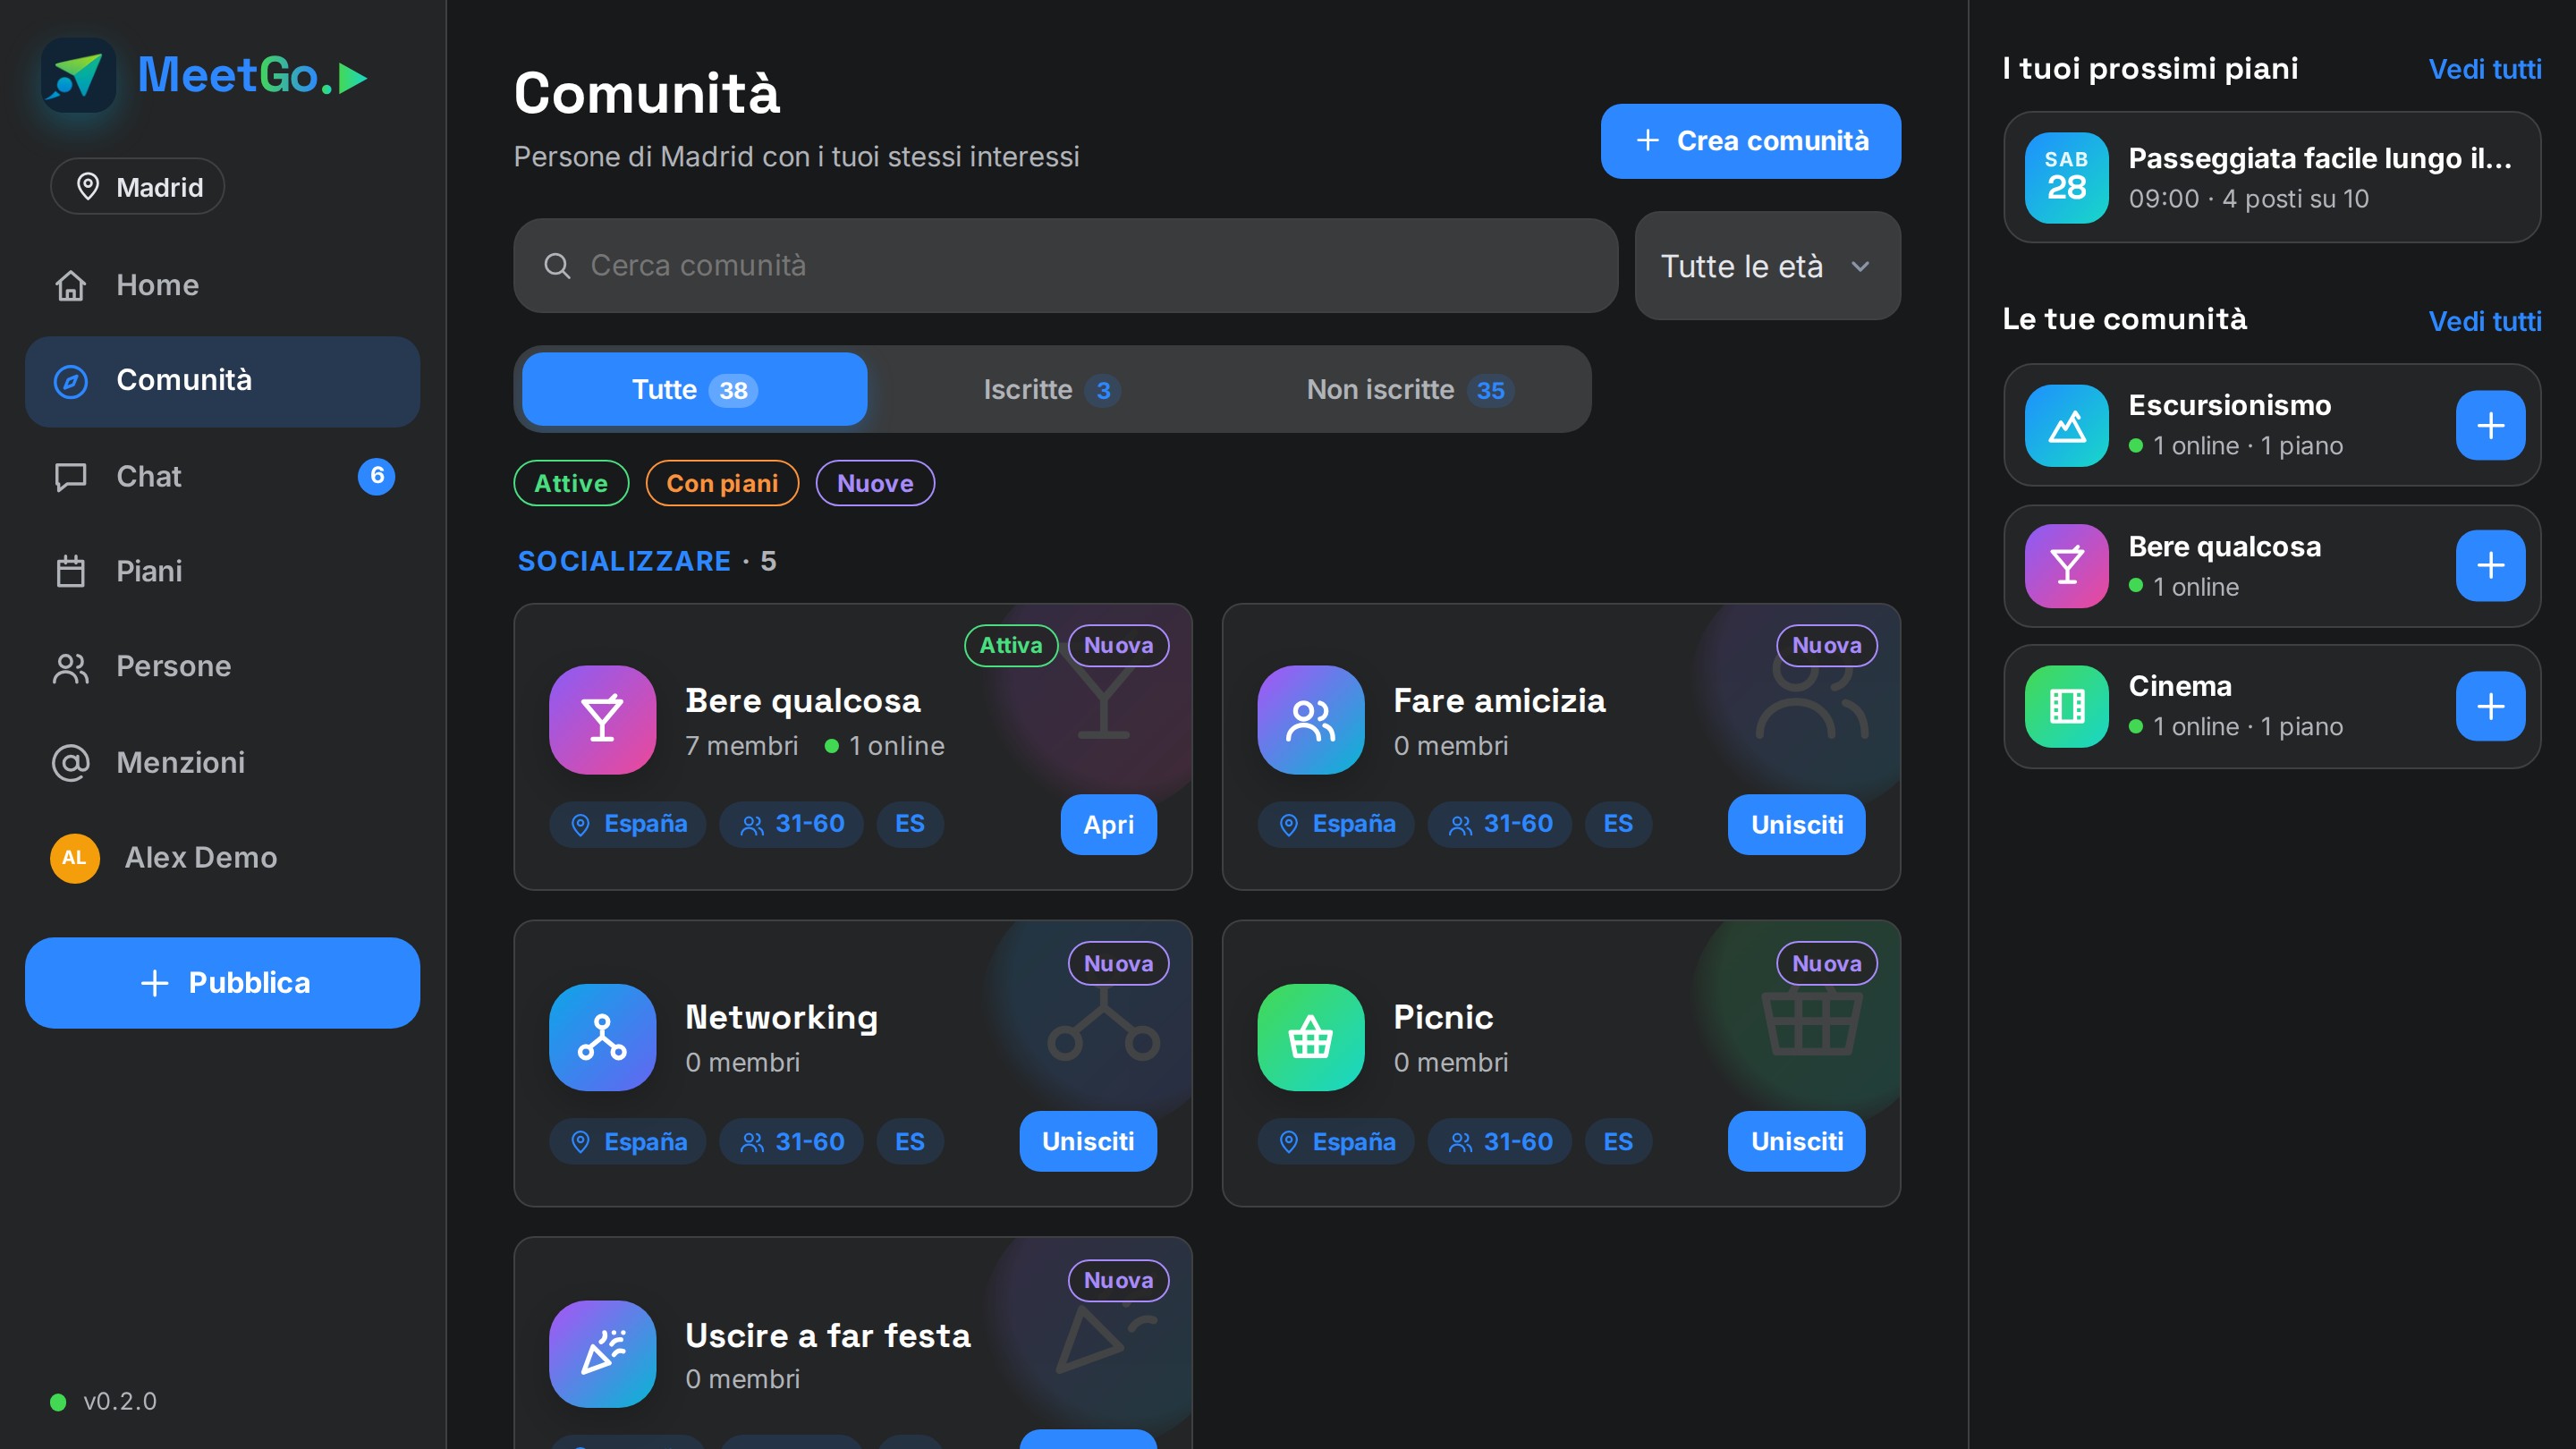 MeetGo.
Madrid
Home
Comunità
Chat 6
Piani
Persone
Menzioni
AL Alex Demo
Pubblica
v0.2.0
Comunità
Persone di Madrid con i tuoi stessi interessi
Crea comunità
Cerca comunità
Tutte le età
Tutte 38 Iscritte 3 Non iscritte 35
Attive Con piani Nuove
SOCIALIZZARE · 5
Attiva Nuova
Bere qualcosa
7 membri 1 online
España 31-60 ES Apri
Nuova
Fare amicizia
0 membri
España 31-60 ES Unisciti
Nuova
Networking
0 membri
España 31-60 ES Unisciti
Nuova
Picnic
0 membri
España 31-60 ES Unisciti
Nuova
Uscire a far festa
0 membri
I tuoi prossimi piani Vedi tutti
SAB
28
Passeggiata facile lungo il...
09:00 · 4 posti su 10
Le tue comunità Vedi tutti
Escursionismo
1 online · 1 piano
Bere qualcosa
1 online
Cinema
1 online · 1 piano